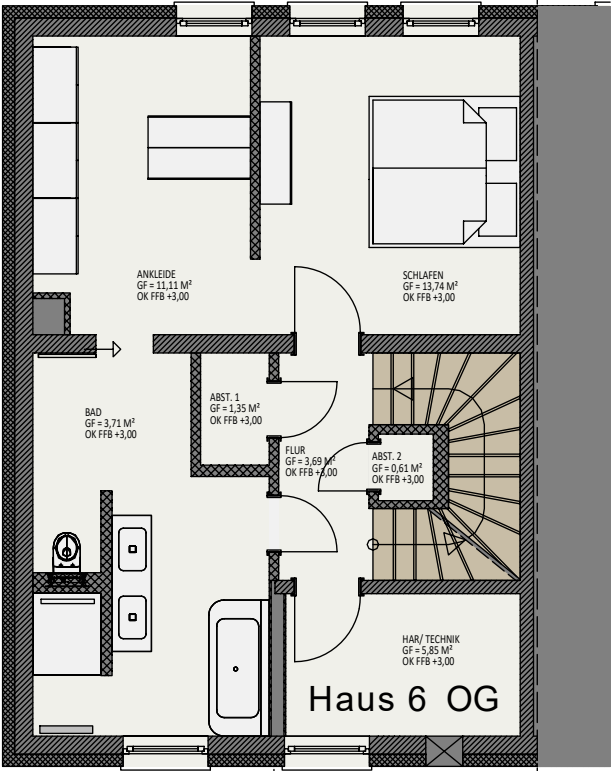 ANKLEIDE
GF = 11,11 M²
OK FFB +3,00
SCHLAFEN
GF = 13,74 M²
OK FFB +3,00
BAD
GF = 3,71 M²
OK FFB +3,00
ABST. 1
GF = 1,35 M²
OK FFB +3,00
FLUR
GF = 3,69 M²
OK FFB +3,00
ABST. 2
GF = 0,61 M²
OK FFB +3,00
HAR/ TECHNIK
GF = 5,85 M²
OK FFB +3,00
Haus 6 OG